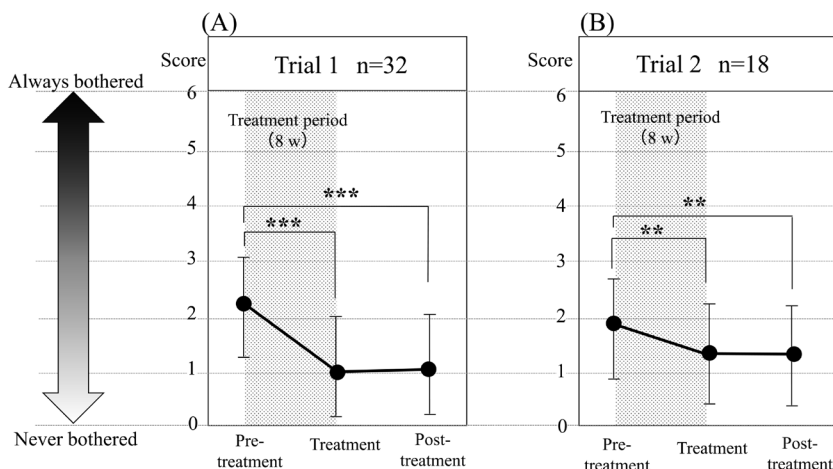 (A)
(B)
Score
Trial 1 n=32
Score
Trial 2 n=18
Always bothered
6
5
4
3
2
1
0
Treatment period
(8 w)
***
***
6
5
4
3
2
1
0
Treatment period
(8 w)
**
**
Never bothered
Pre-
treatment
Treatment
Post-
treatment
Pre-
treatment
Treatment
Post-
treatment